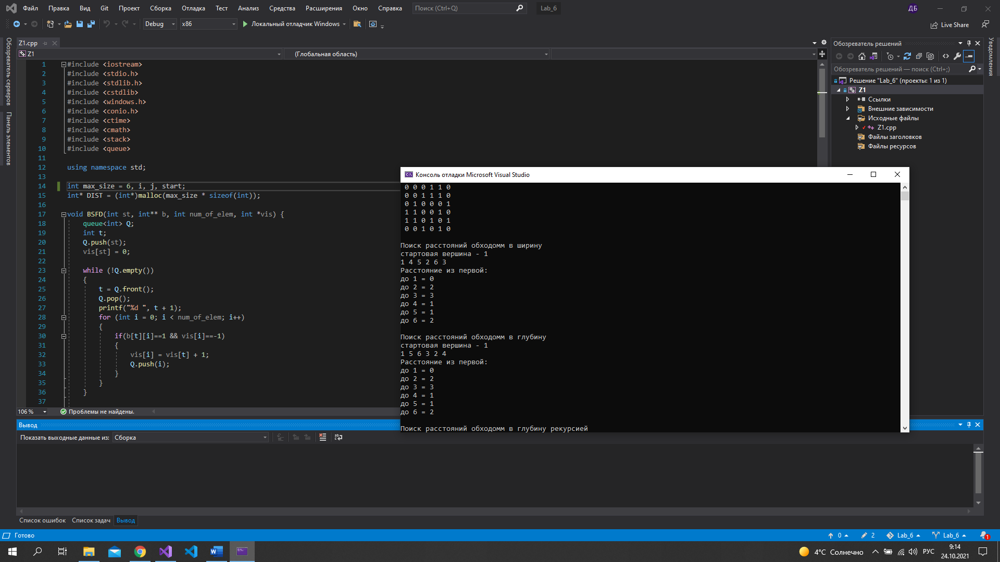 Файл Правка Вид Git Проект Сборка Отладка Тест Анализ Средства Расширения Окно Справка Поиск (Ctrl+Q) Lab_6 ДБ
Debug x86 Локальный отладчик Windows Live Share
Обозреватель серверов
Панель элементов
Z1.cpp
Z1 (Глобальная область)
1 #include <iostream>
2 #include <stdio.h>
3 #include <stdlib.h>
4 #include <cstdlib>
5 #include <windows.h>
6 #include <conio.h>
7 #include <ctime>
8 #include <cmath>
9 #include <stack>
10 #include <queue>
11
12 using namespace std;
13
14 int max_size = 6, i, j, start;
15 int* DIST = (int*)malloc(max_size * sizeof(int));
16
17 void BSFD(int st, int** b, int num_of_elem, int *vis) {
18 queue<int> Q;
19 int t;
20 Q.push(st);
21 vis[st] = 0;
22
23 while (!Q.empty())
24 {
25 t = Q.front();
26 Q.pop();
27 printf("%d ", t + 1);
28 for (int i = 0; i < num_of_elem; i++)
29 {
30 if(b[t][i]==1 && vis[i]==-1)
31 {
32 vis[i] = vis[t] + 1;
33 Q.push(i);
34 }
35 }
36 }
37
106 % Проблемы не найдены.
Консоль отладки Microsoft Visual Studio
0 0 0 1 1 0
0 0 1 1 1 0
0 1 0 0 0 1
1 1 0 0 1 0
1 1 0 1 0 1
0 0 1 0 1 0
Поиск расстояний обходомм в ширину
стартовая вершина - 1
1 4 5 2 6 3
Расстояние из первой:
до 1 = 0
до 2 = 2
до 3 = 3
до 4 = 1
до 5 = 1
до 6 = 2
Поиск расстояний обходомм в глубину
стартовая вершина - 1
1 5 6 3 2 4
Расстояние из первой:
до 1 = 0
до 2 = 2
до 3 = 3
до 4 = 1
до 5 = 1
до 6 = 2
Поиск расстояний обходомм в глубину рекурсией
Обозреватель решений
Обозреватель решений — поиск (Ctrl+;)
Решение "Lab_6" (проекты: 1 из 1)
Z1
Ссылки
Внешние зависимости
Исходные файлы
Z1.cpp
Файлы заголовков
Файлы ресурсов
Уведомления
Вывод
Показать выходные данные из: Сборка
Список ошибок Список задач Вывод
Готово 0 2 Lab_6 Lab_6 1
4°C Солнечно РУС 9:14
24.10.2021